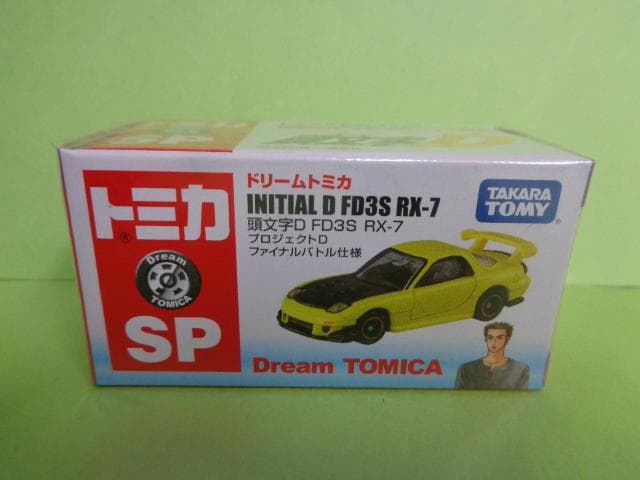 トミカ
®
Dream
TOMICA
SP
ドリームトミカ
INITIAL D FD3S RX-7
頭文字D FD3S RX-7
プロジェクトD
ファイナルバトル仕様
TAKARA
TOMY
Dream TOMICA